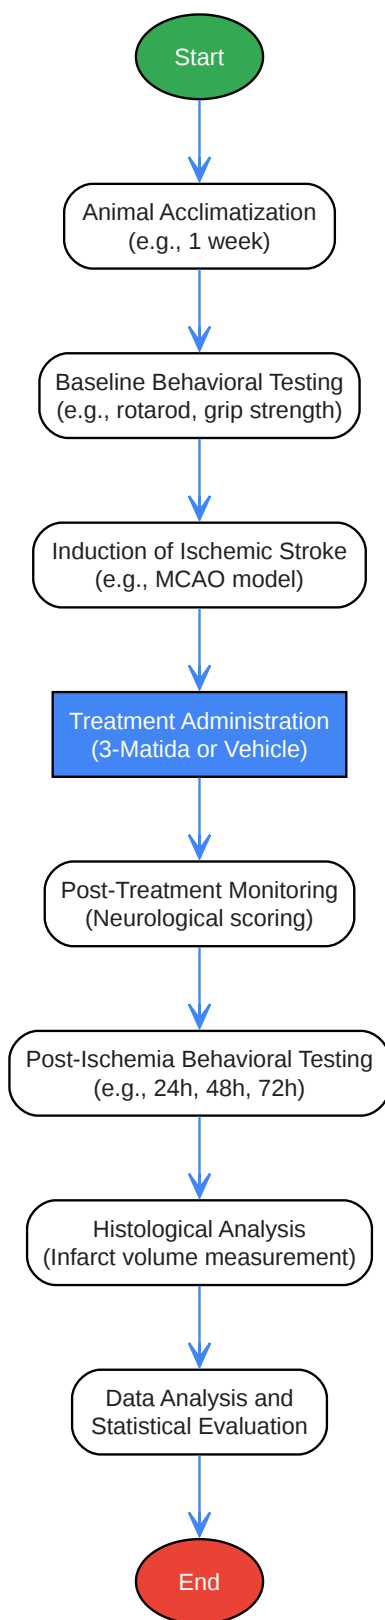 Start
Animal Acclimatization
(e.g., 1 week)
Baseline Behavioral Testing
(e.g., rotarod, grip strength)
Induction of Ischemic Stroke
(e.g., MCAO model)
Treatment Administration
(3-Matida or Vehicle)
Post-Treatment Monitoring
(Neurological scoring)
Post-Ischemia Behavioral Testing
(e.g., 24h, 48h, 72h)
Histological Analysis
(Infarct volume measurement)
Data Analysis and
Statistical Evaluation
End